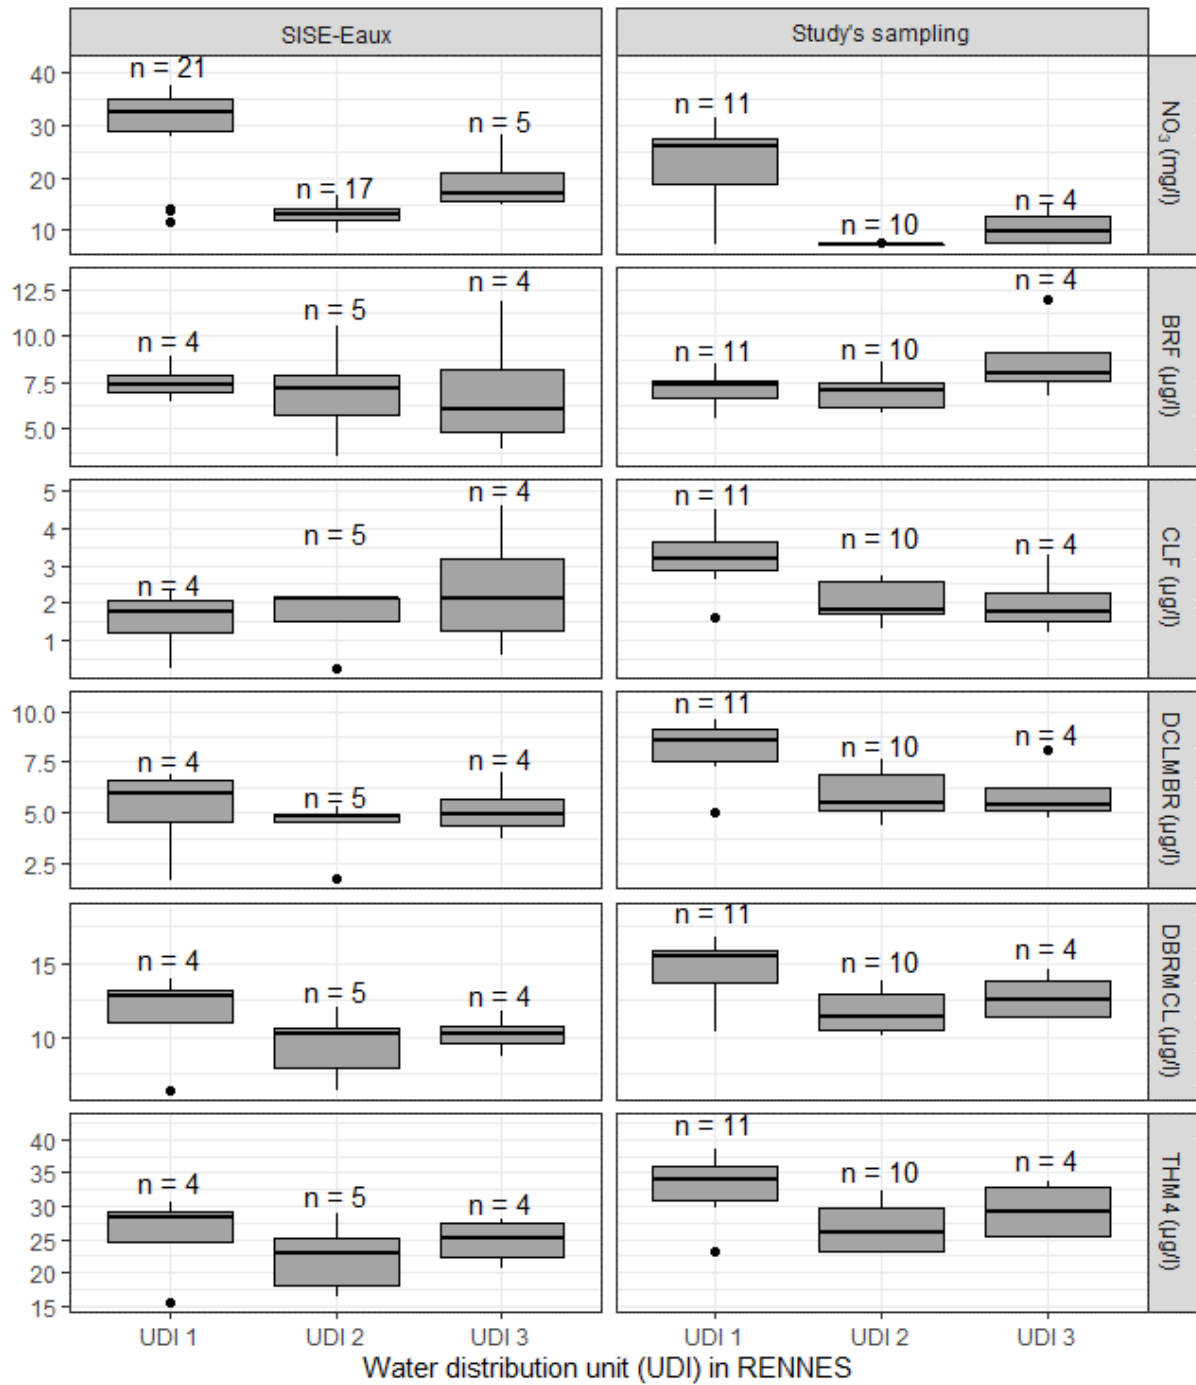 SISE-Eaux
Study's sampling
n = 21
n = 17
n = 5
n = 11
n = 10
n = 4
40
30
20
10
NO₃ (mg/l)
n = 4
n = 5
n = 4
n = 11
n = 10
n = 4
12.5
10.0
7.5
5.0
BRF (µg/l)
n = 4
n = 5
n = 4
n = 11
n = 10
n = 4
5
4
3
2
1
CLF (µg/l)
n = 4
n = 5
n = 4
n = 11
n = 10
n = 4
10.0
7.5
5.0
2.5
DCLMBR (µg/l)
n = 4
n = 5
n = 4
n = 11
n = 10
n = 4
15
10
DBRMCL (µg/l)
n = 4
n = 5
n = 4
n = 11
n = 10
n = 4
40
35
30
25
20
15
THM4 (µg/l)
UDI 1
UDI 2
UDI 3
UDI 1
UDI 2
UDI 3
Water distribution unit (UDI) in RENNES